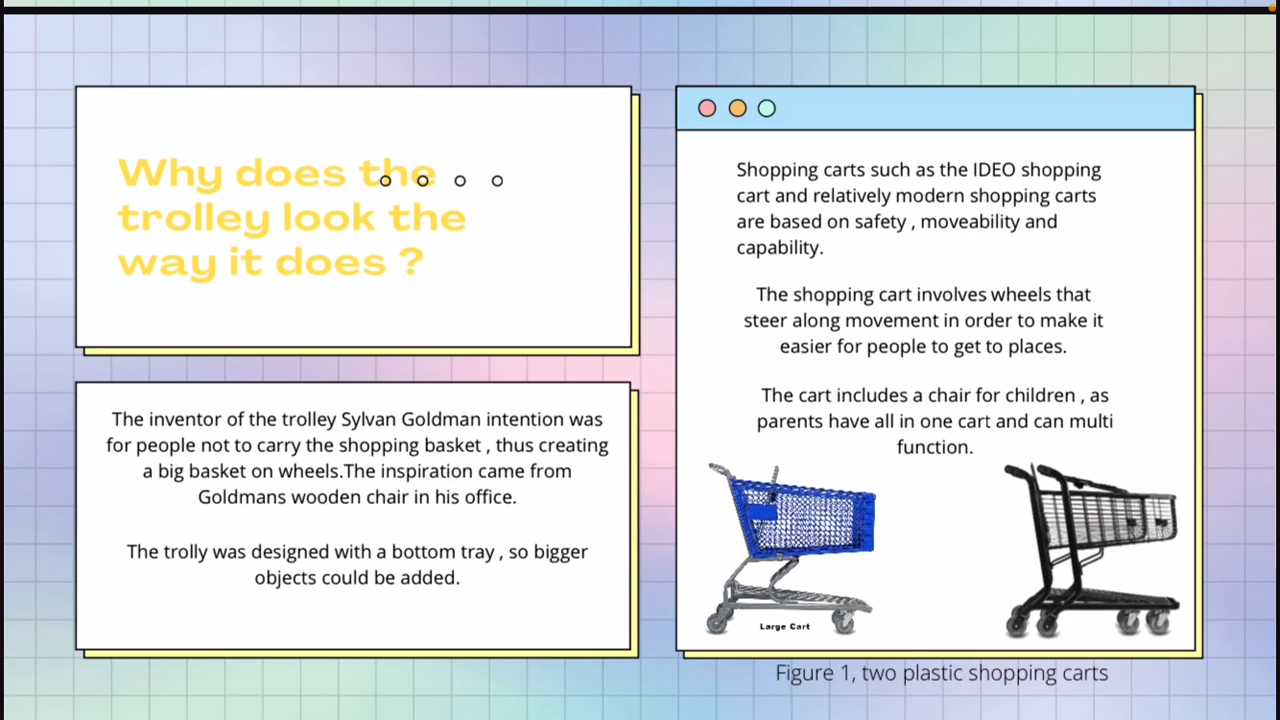 Why does the
trolley look the
way it does ?
The inventor of the trolley Sylvan Goldman intention was
for people not to carry the shopping basket , thus creating
a big basket on wheels.The inspiration came from
Goldmans wooden chair in his office.
The trolly was designed with a bottom tray , so bigger
objects could be added.
Shopping carts such as the IDEO shopping
cart and relatively modern shopping carts
are based on safety , moveability and
capability.
The shopping cart involves wheels that
steer along movement in order to make it
easier for people to get to places.
The cart includes a chair for children , as
parents have all in one cart and can multi
function.
Large Cart
Figure 1, two plastic shopping carts